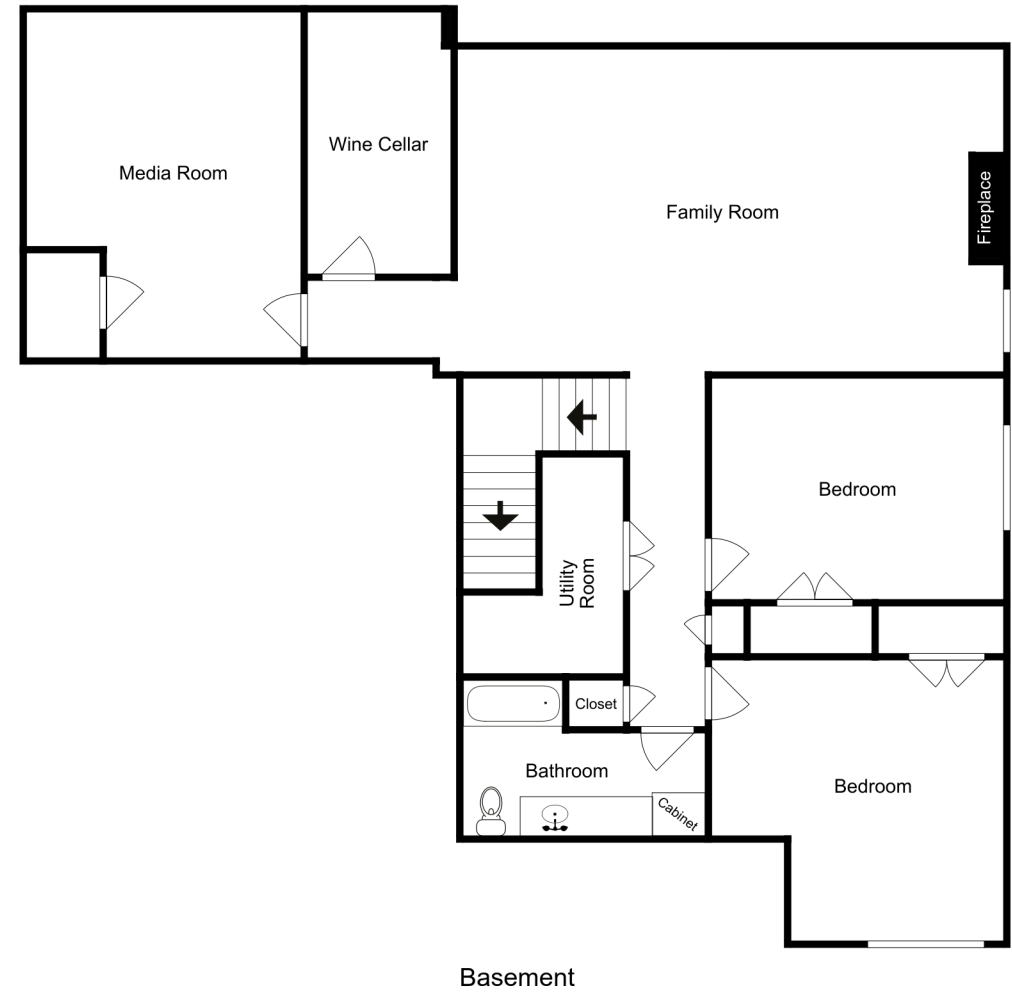 Wine Cellar
Media Room
Family Room
Fireplace
Bedroom
Utility
Room
Closet
Bathroom
Bedroom
Cabinet
Basement